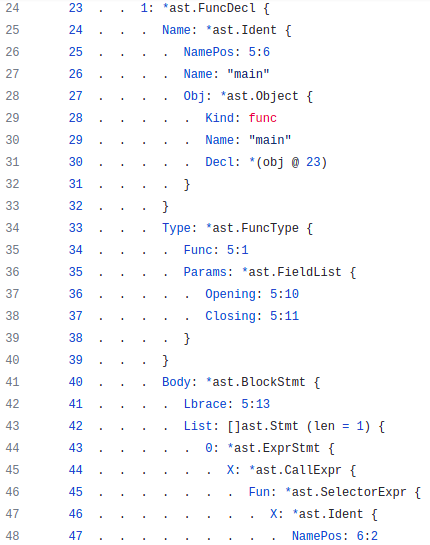 24 23 . . 1: *ast.FuncDecl {
25 24 . . . Name: *ast.Ident {
26 25 . . . . NamePos: 5:6
27 26 . . . . Name: "main"
28 27 . . . . Obj: *ast.Object {
29 28 . . . . . Kind: func
30 29 . . . . . Name: "main"
31 30 . . . . . Decl: *(obj @ 23)
32 31 . . . . }
33 32 . . . }
34 33 . . . Type: *ast.FuncType {
35 34 . . . . Func: 5:1
36 35 . . . . Params: *ast.FieldList {
37 36 . . . . . Opening: 5:10
38 37 . . . . . Closing: 5:11
39 38 . . . . }
40 39 . . . }
41 40 . . . Body: *ast.BlockStmt {
42 41 . . . . Lbrace: 5:13
43 42 . . . . List: []ast.Stmt (len = 1) {
44 43 . . . . . 0: *ast.ExprStmt {
45 44 . . . . . . X: *ast.CallExpr {
46 45 . . . . . . . Fun: *ast.SelectorExpr {
47 46 . . . . . . . . X: *ast.Ident {
48 47 . . . . . . . . . NamePos: 6:2